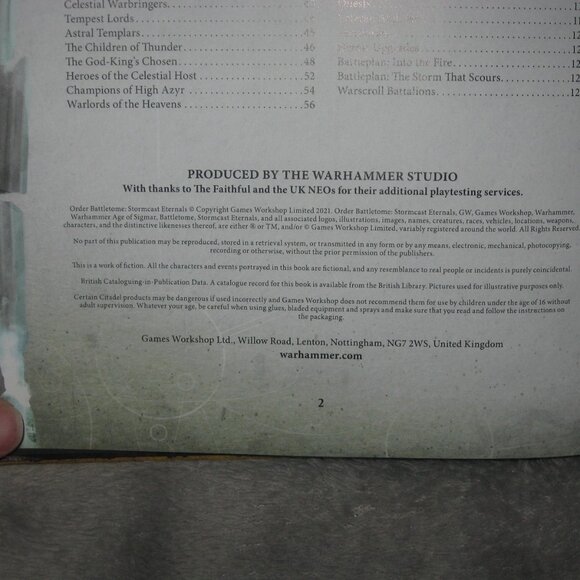 Celestial Warbringers
Tempest Lords
Astral Templars 45
The Children of Thunder 46
The God-King's Chosen 48
Heroes of the Celestial Host 52
Champions of High Azyr 54
Warlords of the Heavens 56
Quests
Battleplan: Into the Fire 12
Battleplan: The Storm That Scours 12
Warscroll Battalions 12
PRODUCED BY THE WARHAMMER STUDIO
With thanks to The Faithful and the UK NEOs for their additional playtesting services.
Order Battletome: Stormcast Eternals © Copyright Games Workshop Limited 2021. Order Battletome: Stormcast Eternals, GW, Games Workshop, Warhammer,
Warhammer Age of Sigmar, Battletome, Stormcast Eternals, and all associated logos, illustrations, images, names, creatures, races, vehicles, locations, weapons,
characters, and the distinctive likenesses thereof, are either ® or TM, and/or © Games Workshop Limited, variably registered around the world. All Rights Reserved.
No part of this publication may be reproduced, stored in a retrieval system, or transmitted in any form or by any means, electronic, mechanical, photocopying,
recording or otherwise, without the prior permission of the publishers.
This is a work of fiction. All the characters and events portrayed in this book are fictional, and any resemblance to real people or incidents is purely coincidental.
British Cataloguing-in-Publication Data. A catalogue record for this book is available from the British Library. Pictures used for illustrative purposes only.
Certain Citadel products may be dangerous if used incorrectly and Games Workshop does not recommend them for use by children under the age of 16 without
adult supervision. Whatever your age, be careful when using glues, bladed equipment and sprays and make sure that you read and follow the instructions on
the packaging.
Games Workshop Ltd., Willow Road, Lenton, Nottingham, NG7 2WS, United Kingdom
warhammer.com
2